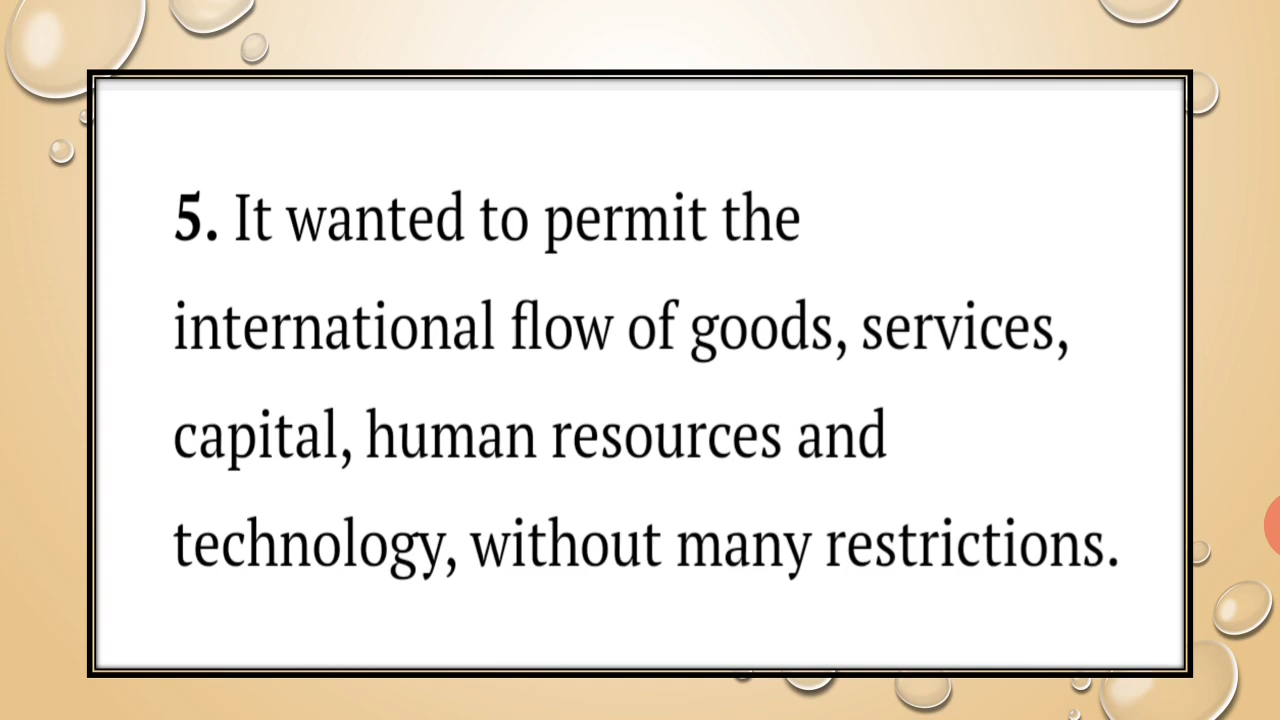 5. It wanted to permit the
international flow of goods, services,
capital, human resources and
technology, without many restrictions.